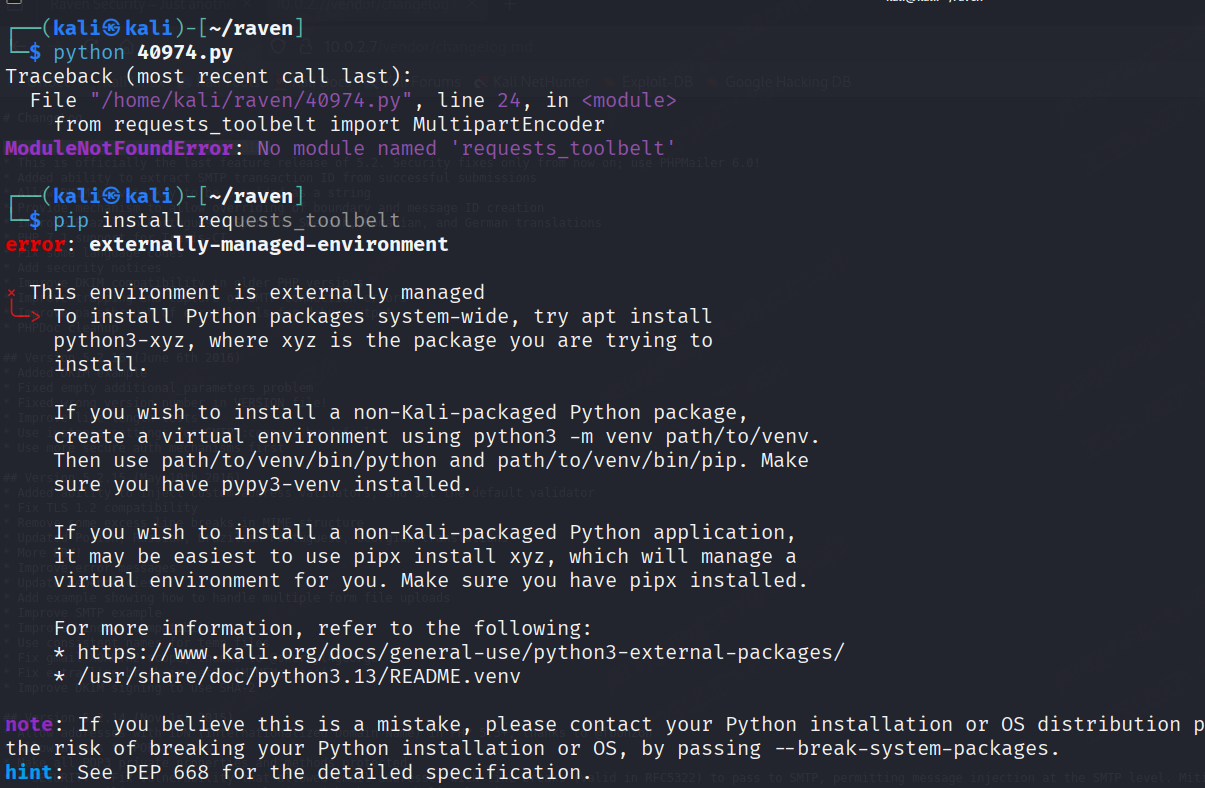 ┌──(kali㉿kali)-[~/raven]
└─$ python 40974.py
Traceback (most recent call last):
File "/home/kali/raven/40974.py", line 24, in <module>
from requests_toolbelt import MultipartEncoder
ModuleNotFoundError: No module named 'requests_toolbelt'
┌──(kali㉿kali)-[~/raven]
└─$ pip install requests_toolbelt
error: externally-managed-environment
× This environment is externally managed
╰─> To install Python packages system-wide, try apt install
python3-xyz, where xyz is the package you are trying to
install.
If you wish to install a non-Kali-packaged Python package,
create a virtual environment using python3 -m venv path/to/venv.
Then use path/to/venv/bin/python and path/to/venv/bin/pip. Make
sure you have pypy3-venv installed.
If you wish to install a non-Kali-packaged Python application,
it may be easiest to use pipx install xyz, which will manage a
virtual environment for you. Make sure you have pipx installed.
For more information, refer to the following:
* https://www.kali.org/docs/general-use/python3-external-packages/
* /usr/share/doc/python3.13/README.venv
note: If you believe this is a mistake, please contact your Python installation or OS distribution p
the risk of breaking your Python installation or OS, by passing --break-system-packages.
hint: See PEP 668 for the detailed specification.